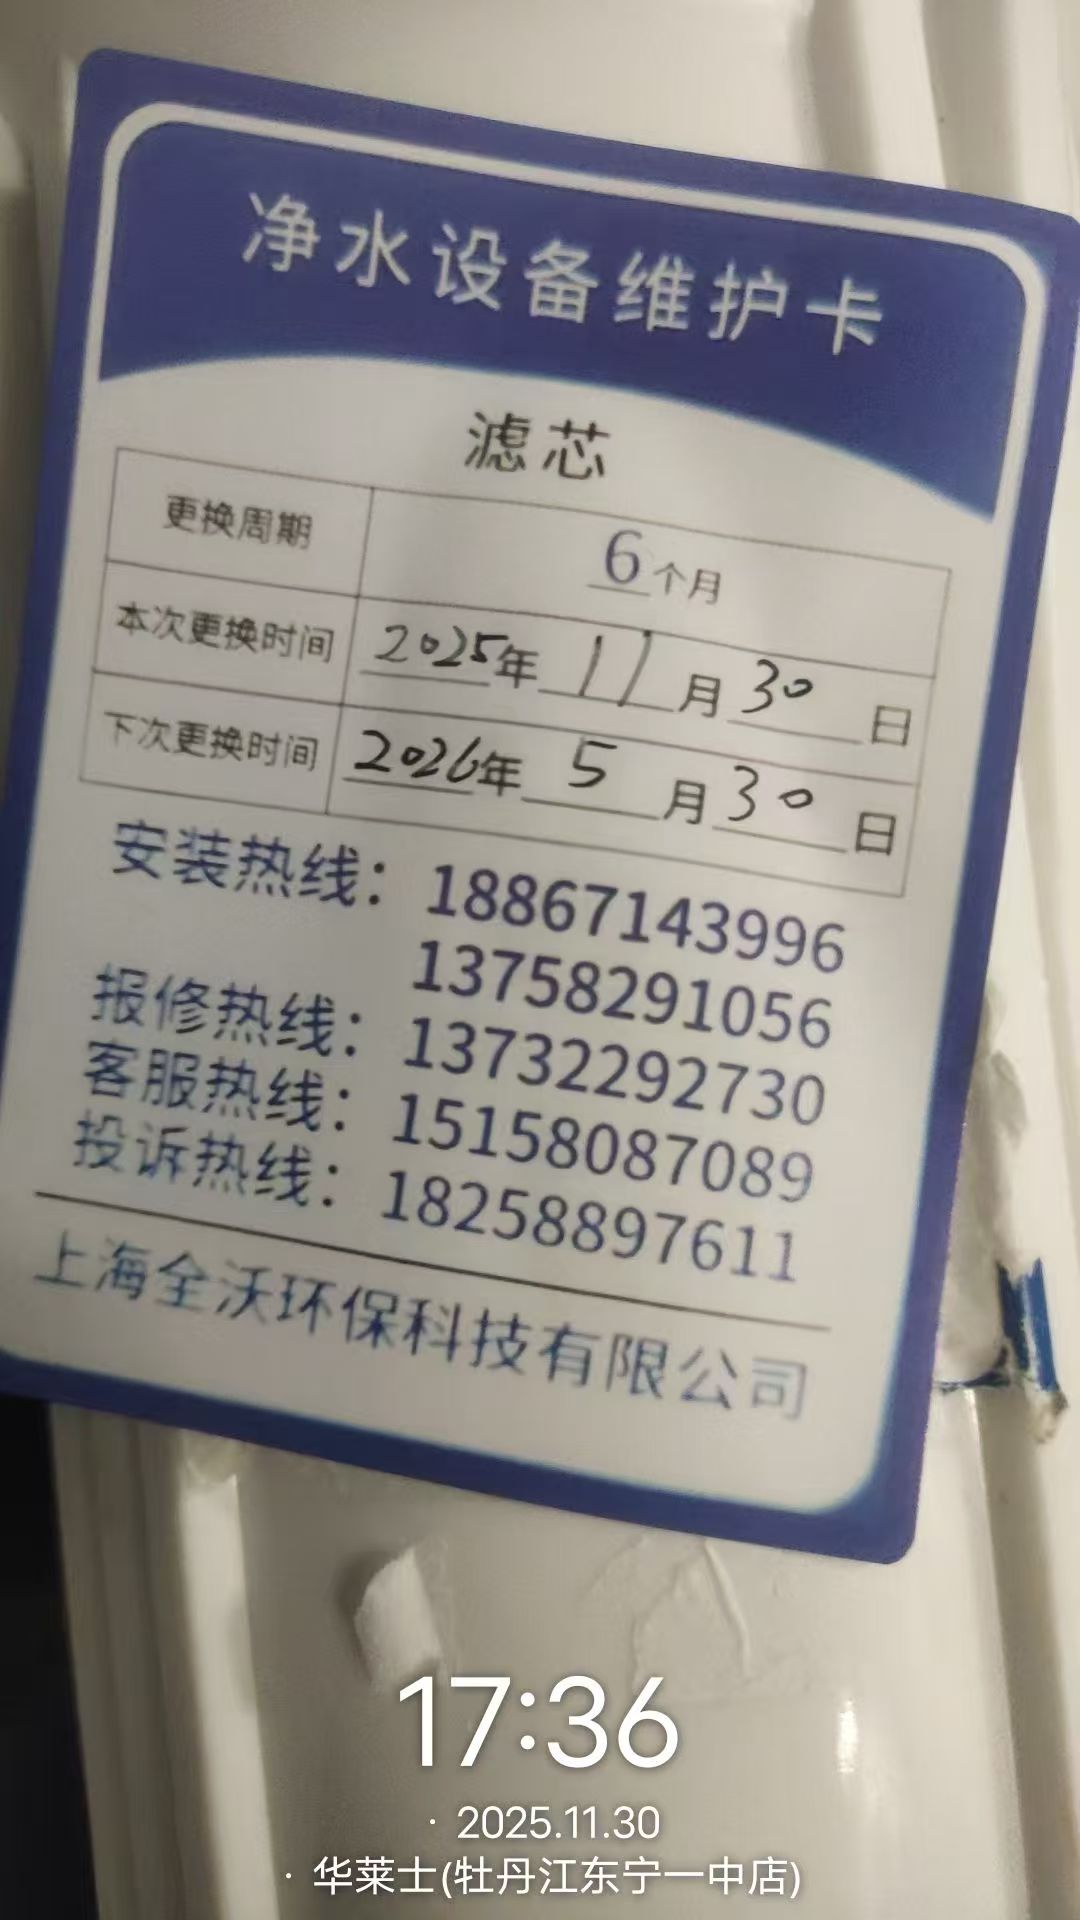 净水设备维护卡
滤芯
更换周期 6个月
本次更换时间 2025年 11月30日
下次更换时间 2026年 5月30日
安装热线：18867143996
13758291056
报修热线：13732292730
客服热线：15158087089
投诉热线：18258897611
上海全沃环保科技有限公司
17:36
· 2025.11.30
· 华莱士(牡丹江东宁一中店)